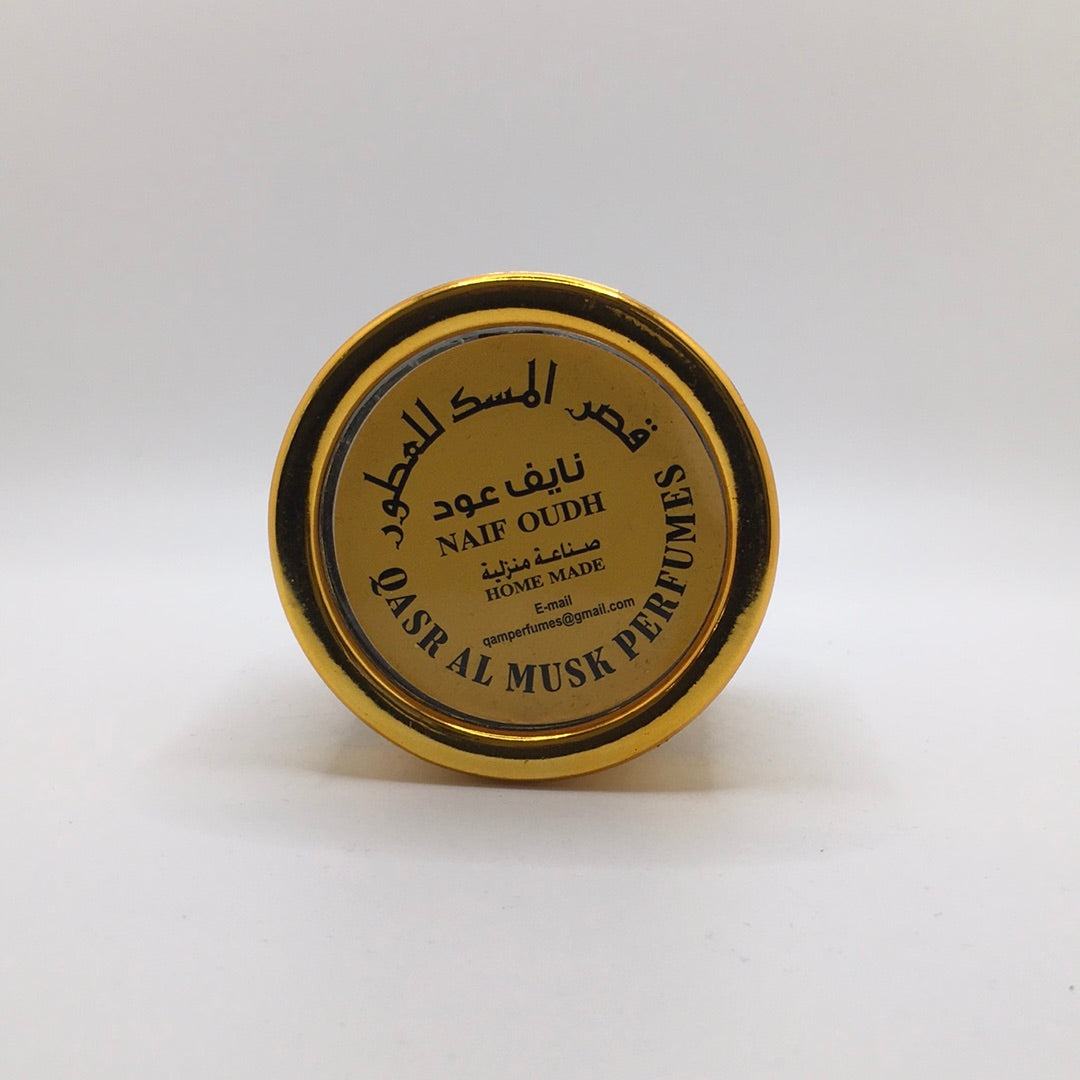 قصر المسك للعطور
نايف عود
NAIF OUDH
صناعة منزلية
HOME MADE
E-mail
qamperfumes@gmail.com
QASR AL MUSK PERFUMES